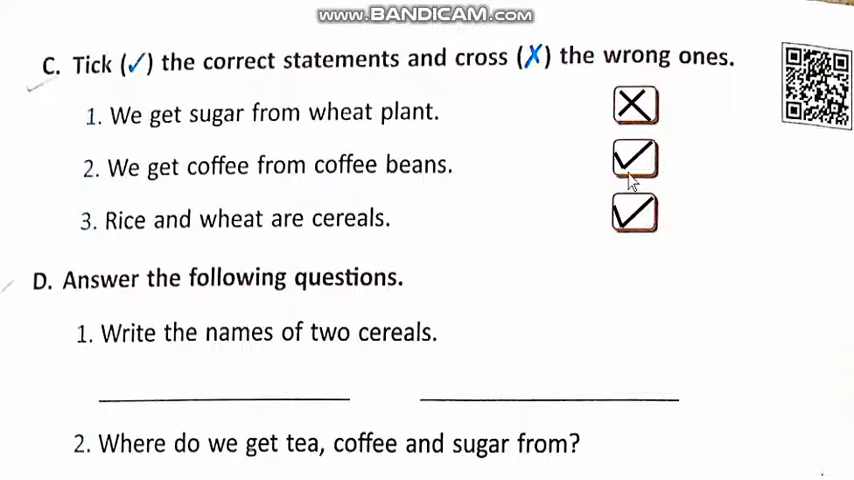 www.BANDICAM.com
C. Tick (✓) the correct statements and cross (✗) the wrong ones.
1. We get sugar from wheat plant.
2. We get coffee from coffee beans.
3. Rice and wheat are cereals.
D. Answer the following questions.
1. Write the names of two cereals.
2. Where do we get tea, coffee and sugar from?